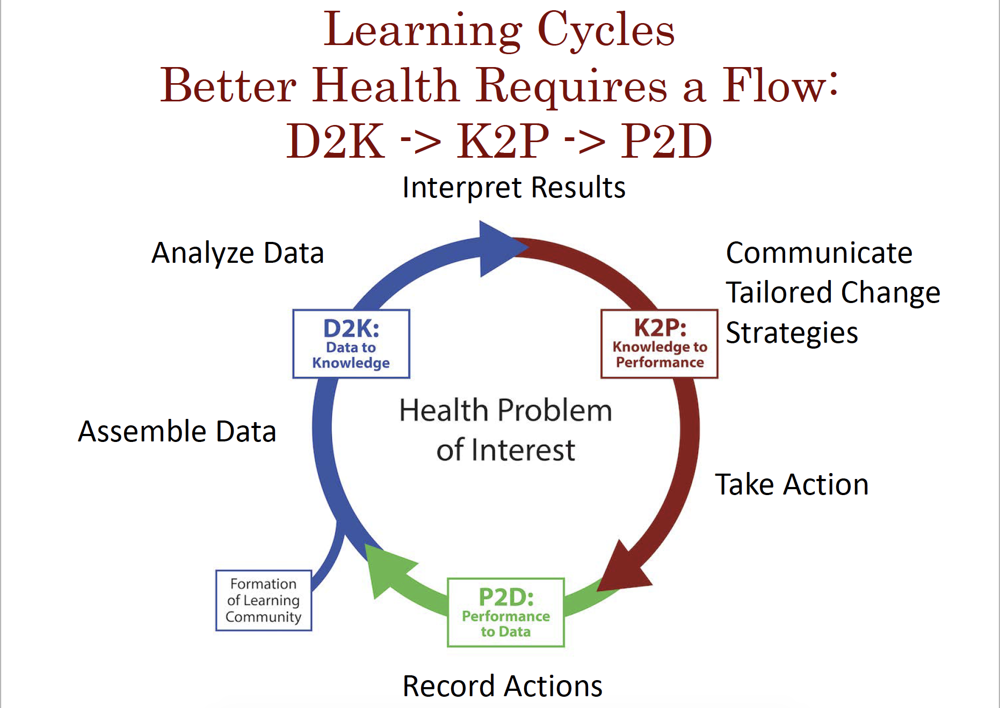 Learning Cycles
Better Health Requires a Flow:
D2K -> K2P -> P2D
Interpret Results
Analyze Data
Communicate
Tailored Change
Strategies
D2K:
Data to
Knowledge
K2P:
Knowledge to
Performance
Health Problem
of Interest
Assemble Data
Take Action
Formation
of Learning
Community
P2D:
Performance
to Data
Record Actions